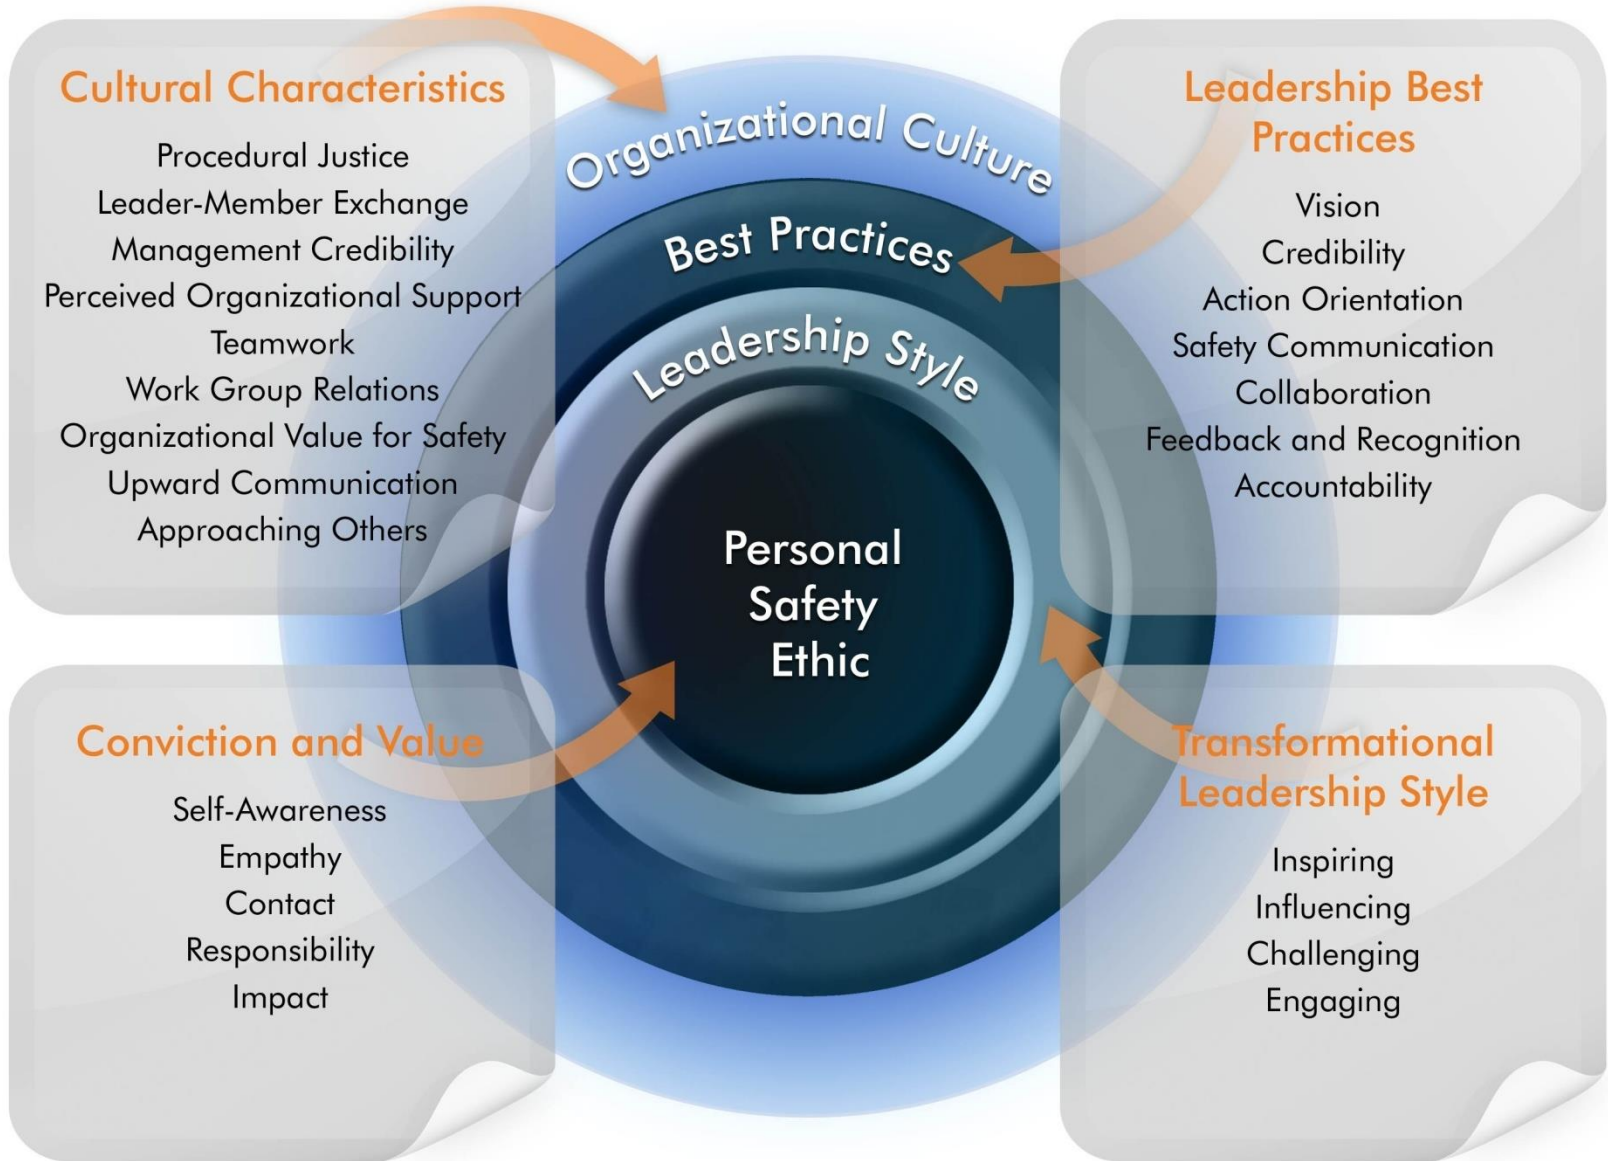 Cultural Characteristics
Procedural Justice
Leader-Member Exchange
Management Credibility
Perceived Organizational Support
Teamwork
Work Group Relations
Organizational Value for Safety
Upward Communication
Approaching Others
Organizational Culture
Best Practices
Leadership Style
Personal
Safety
Ethic
Leadership Best
Practices
Vision
Credibility
Action Orientation
Safety Communication
Collaboration
Feedback and Recognition
Accountability
Conviction and Value
Self-Awareness
Empathy
Contact
Responsibility
Impact
Transformational
Leadership Style
Inspiring
Influencing
Challenging
Engaging